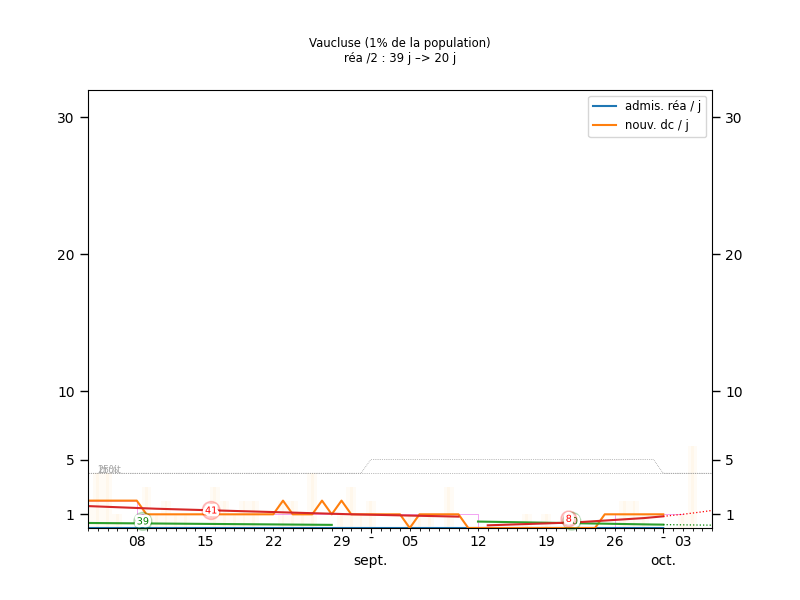 Vaucluse (1% de la population)
réa /2 : 39 j –> 20 j
admis. réa / j
nouv. dc / j
30 30
20 20
10 10
5 5
1 1
39
41
8
08 15 22 29 - 05 12 19 26 - 03
sept. oct.